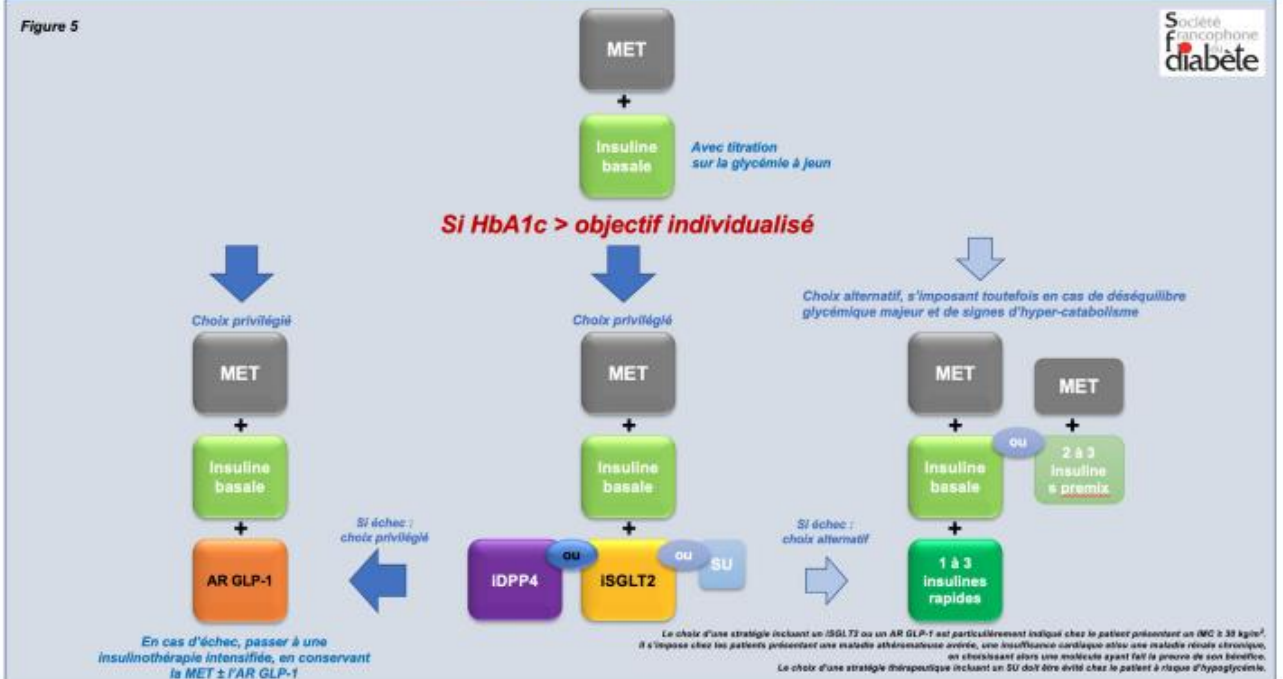 Figure 5
Société
francophone
du
diabète
MET
+
Insuline
basale
Avec titration
sur la glycémie à jeun
Si HbA1c > objectif individualisé
Choix privilégié
MET
+
Insuline
basale
+
AR GLP-1
En cas d'échec, passer à une
insulinothérapie intensifiée, en conservant
la MET ± l'AR GLP-1
Si échec :
choix privilégié
Choix privilégié
MET
+
Insuline
basale
+
iDPP4
ou
iSGLT2
ou
SU
Si échec :
choix alternatif
Choix alternatif, s'imposant toutefois en cas de déséquilibre
glycémique majeur et de signes d'hyper-catabolisme
MET
+
Insuline
basale
+
1 à 3
insulines
rapides
ou
MET
+
2 à 3
insuline
s premix
Le choix d'une stratégie incluant un iSGLT2 ou un AR GLP-1 est particulièrement indiqué chez le patient présentant un IMC ≥ 30 kg/m².
Il s'impose chez les patients présentant une maladie athéromateuse avérée, une insuffisance cardiaque et/ou une maladie rénale chronique,
en choisissant alors une molécule ayant fait la preuve de son bénéfice.
Le choix d'une stratégie thérapeutique incluant un SU doit être évité chez le patient à risque d'hypoglycémie.